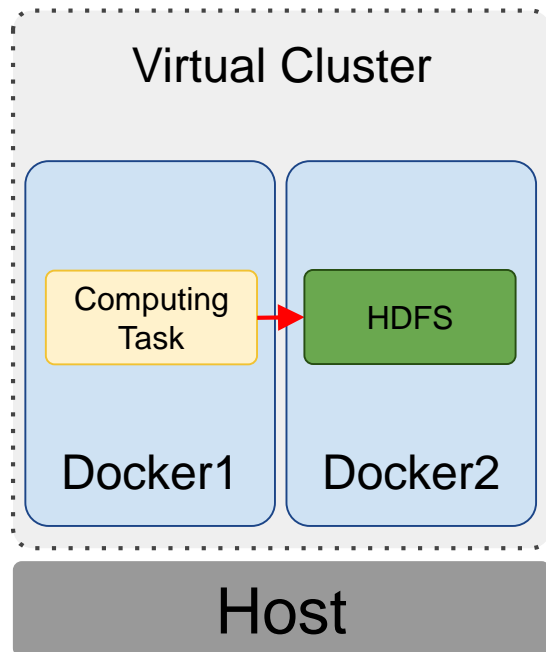 Virtual Cluster
Computing
Task
HDFS
Docker1
Docker2
Host